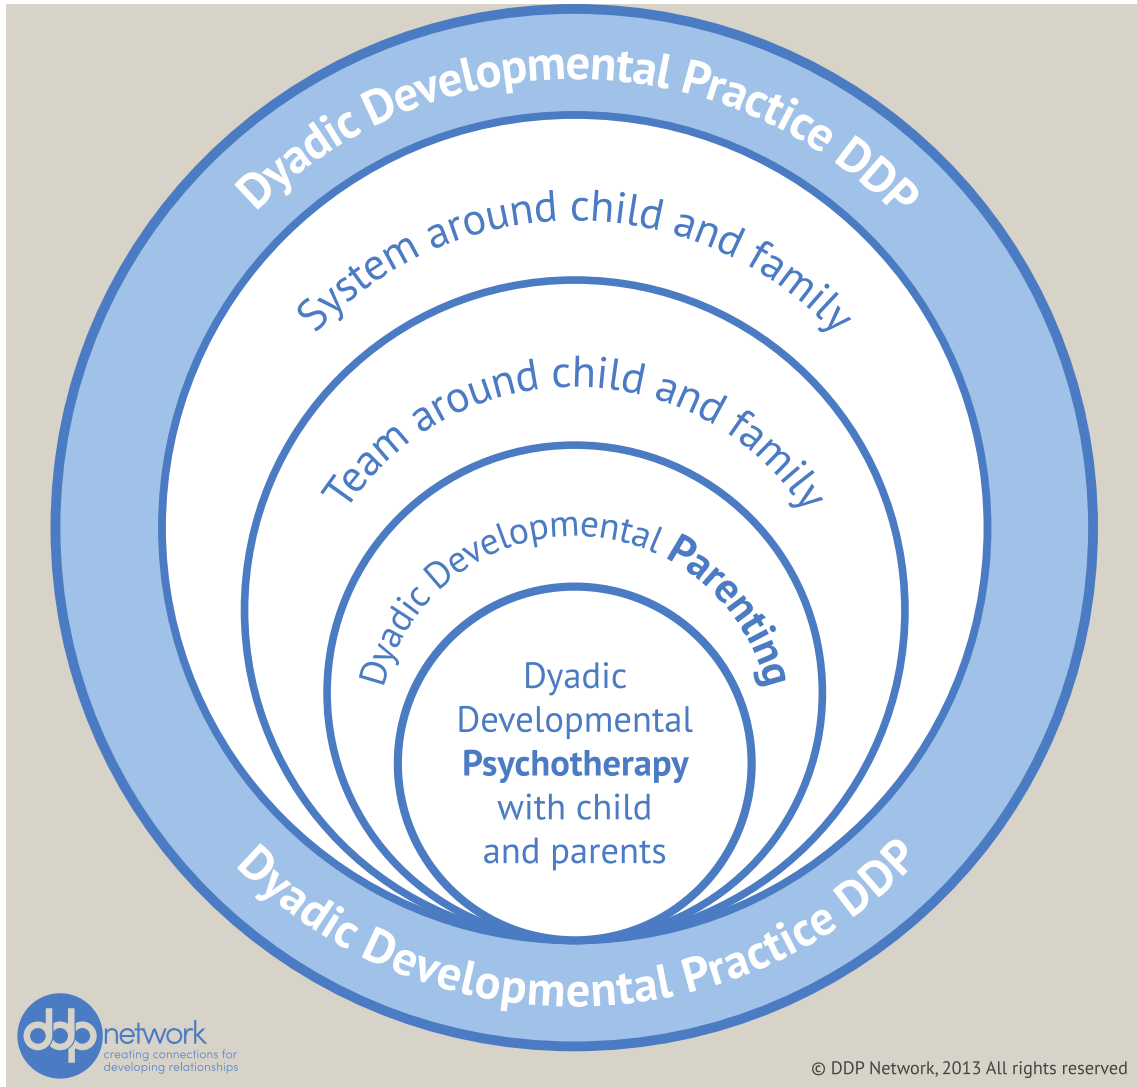 Dyadic Developmental Practice DDP
System around child and family
Team around child and family
Dyadic Developmental Parenting
Dyadic
Developmental
Psychotherapy
with child
and parents
Dyadic Developmental Practice DDP
ddp network
creating connections for
developing relationships
© DDP Network, 2013 All rights reserved